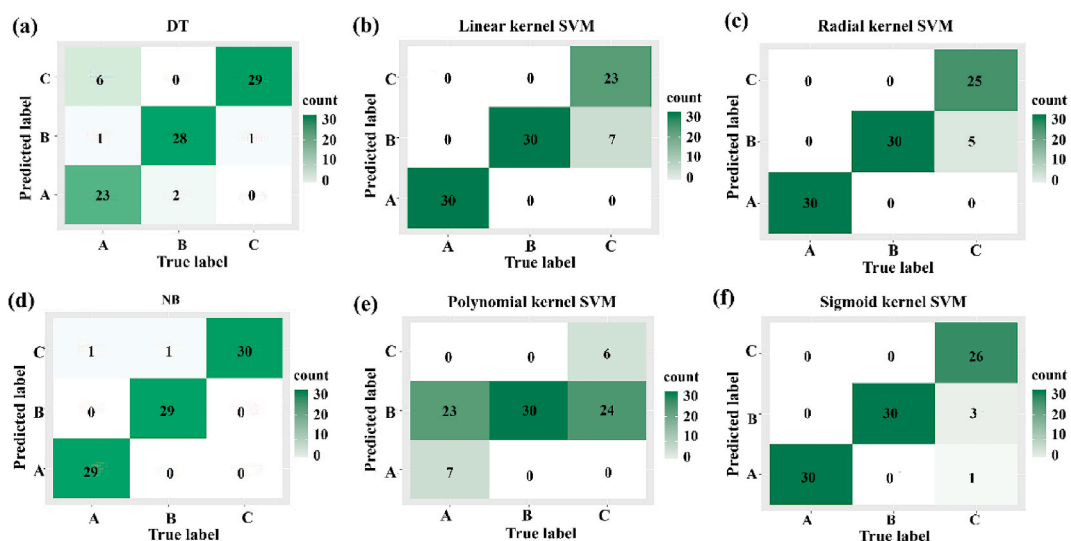 (a)
DT
Predicted label
C
6
0
29
B
1
28
1
A
23
2
0
A
B
C
True label
count
30
20
10
0
(b)
Linear kernel SVM
Predicted label
C
0
0
23
B
0
30
7
A
30
0
0
A
B
C
True label
count
30
20
10
0
(c)
Radial kernel SVM
Predicted label
C
0
0
25
B
0
30
5
A
30
0
0
A
B
C
True label
count
30
20
10
0
(d)
NB
Predicted label
C
1
1
30
B
0
29
0
A
29
0
0
A
B
C
True label
count
30
20
10
0
(e)
Polynomial kernel SVM
Predicted label
C
0
0
6
B
23
30
24
A
7
0
0
A
B
C
True label
count
30
20
10
0
(f)
Sigmoid kernel SVM
Predicted label
C
0
0
26
B
0
30
3
A
30
0
1
A
B
C
True label
count
30
20
10
0